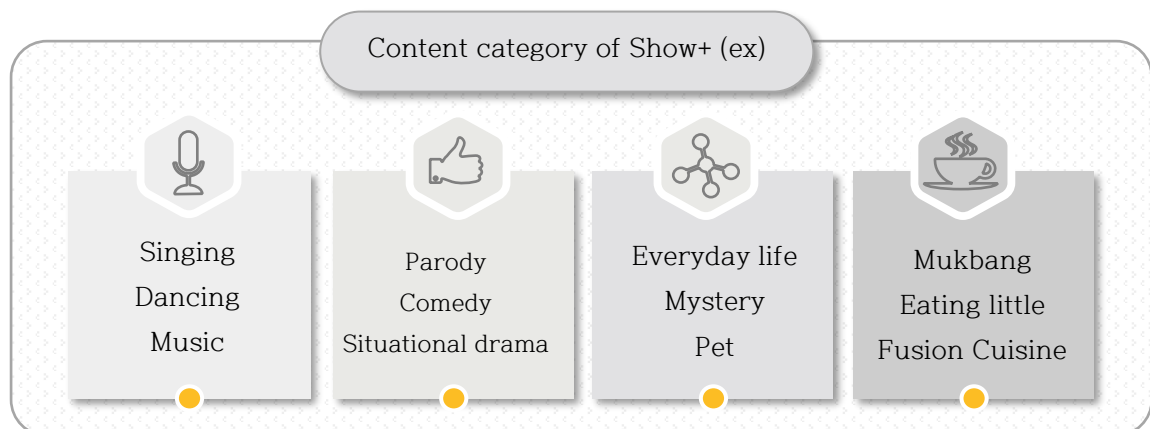 Content category of Show+ (ex)
Singing
Dancing
Music
Parody
Comedy
Situational drama
Everyday life
Mystery
Pet
Mukbang
Eating little
Fusion Cuisine